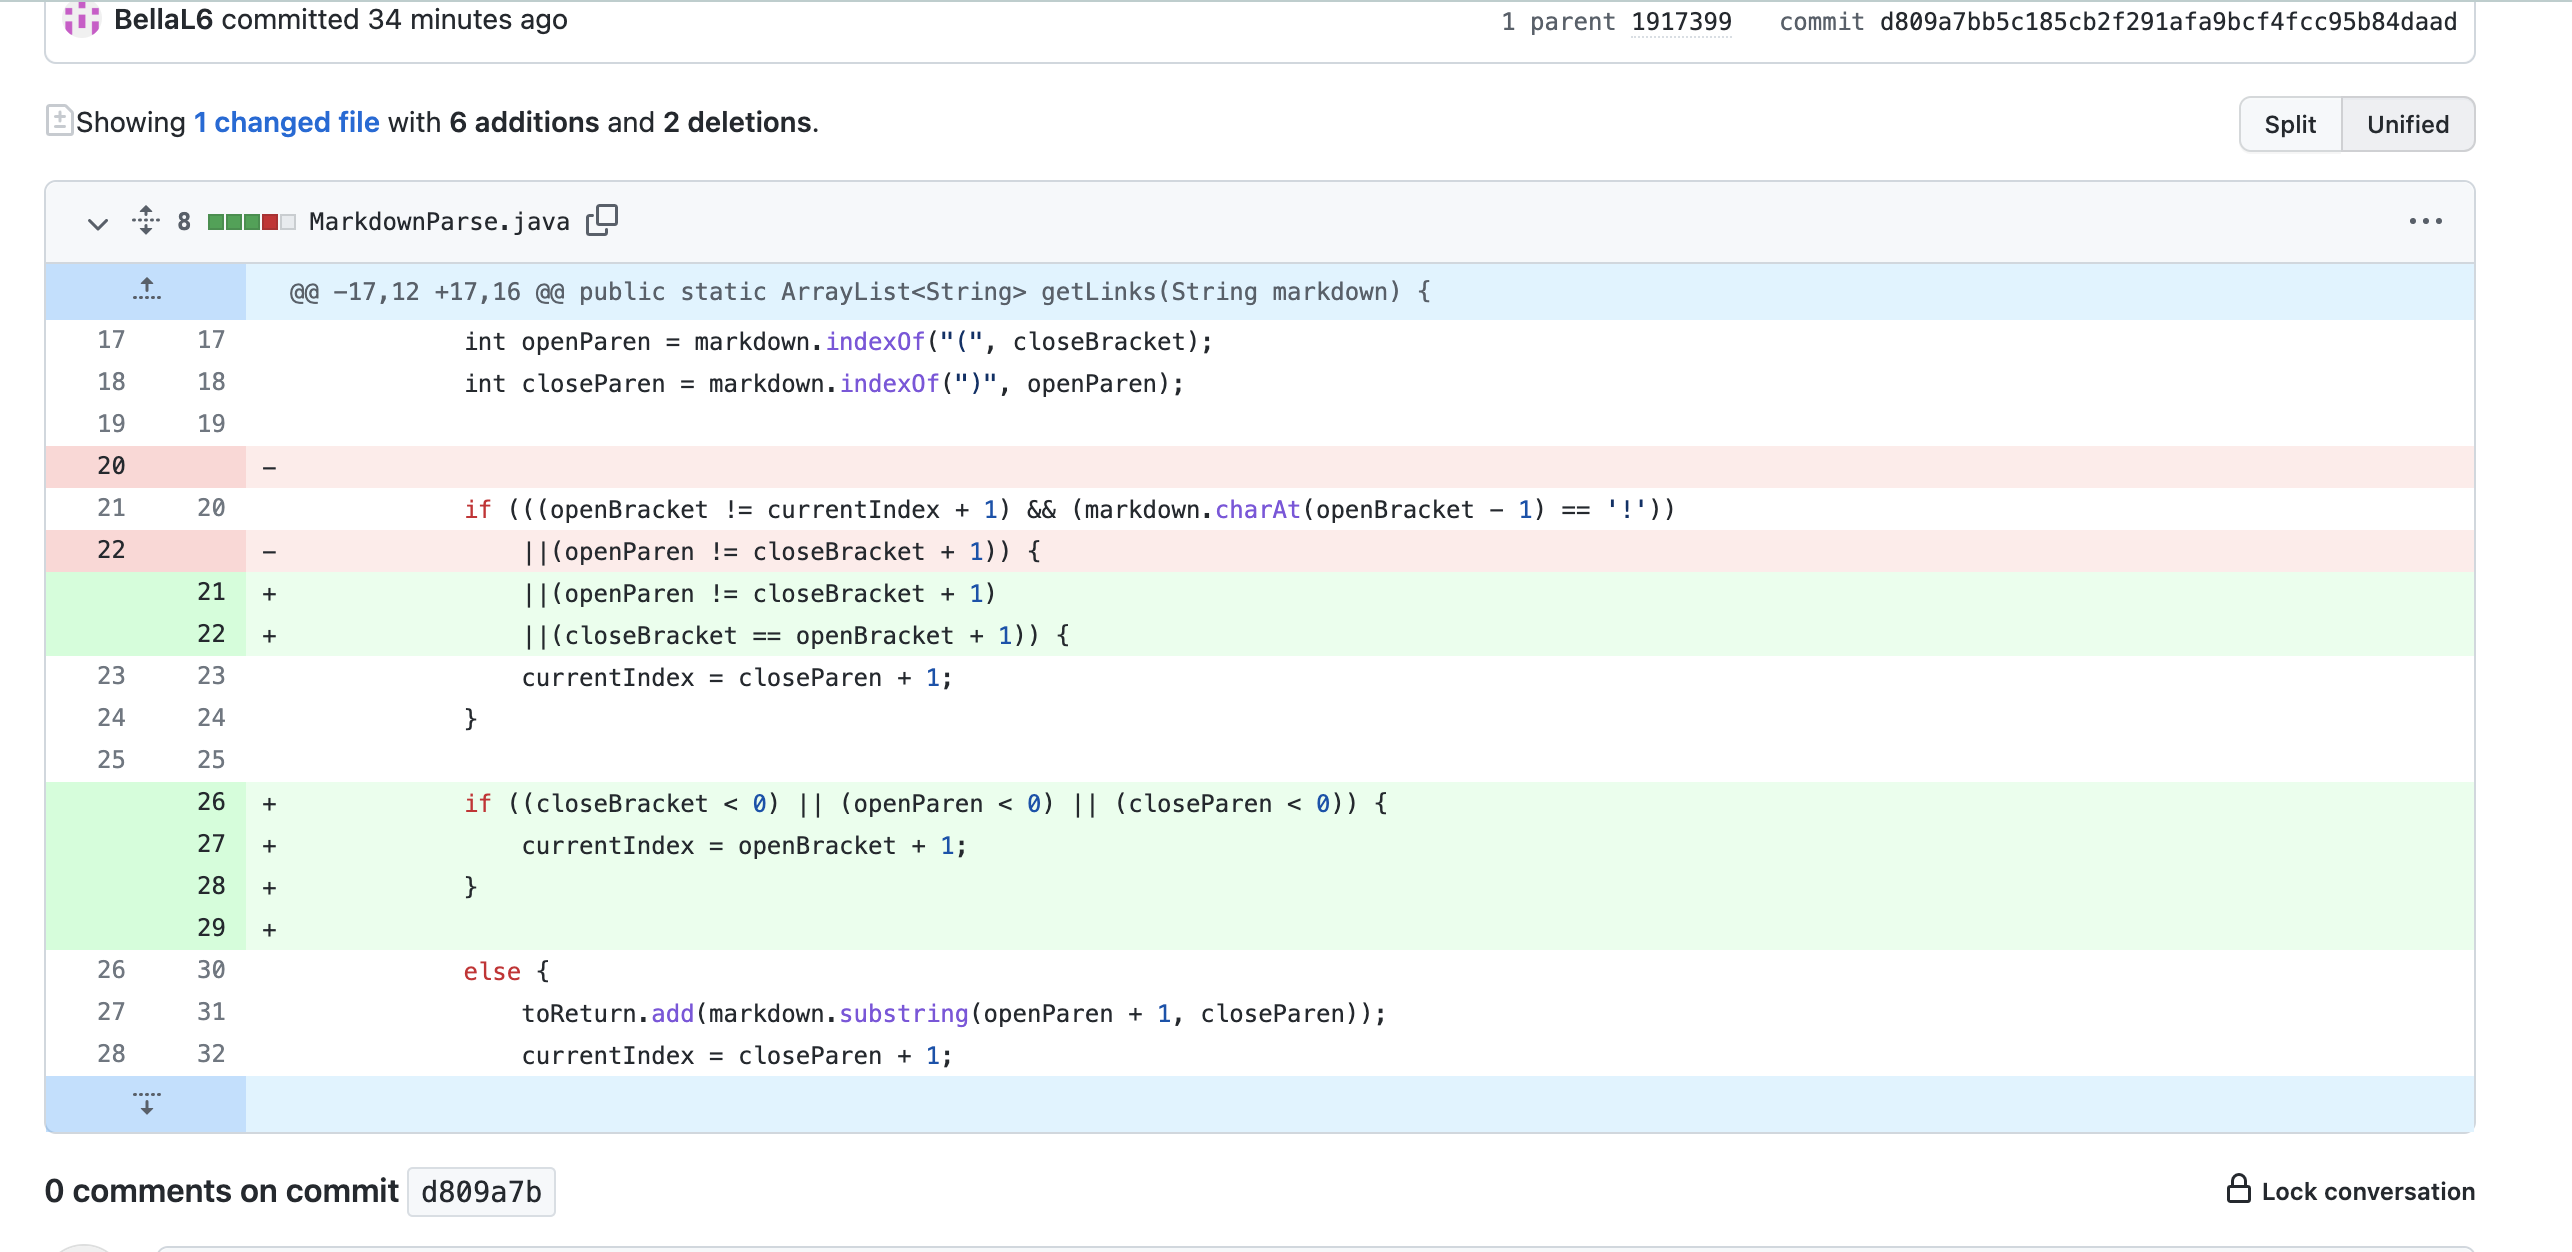 BellaL6 committed 34 minutes ago 1 parent 1917399 commit d809a7bb5c185cb2f291afa9bcf4fcc95b84daad
Showing 1 changed file with 6 additions and 2 deletions. Split Unified
8 MarkdownParse.java
@@ -17,12 +17,16 @@ public static ArrayList<String> getLinks(String markdown) {
17 17 int openParen = markdown.indexOf("(", closeBracket);
18 18 int closeParen = markdown.indexOf(")", openParen);
19 19
20 -
21 20 if (((openBracket != currentIndex + 1) && (markdown.charAt(openBracket - 1) == '!'))
22 - ||(openParen != closeBracket + 1)) {
21 + ||(openParen != closeBracket + 1)
22 + ||(closeBracket == openBracket + 1)) {
23 23 currentIndex = closeParen + 1;
24 24 }
25 25
26 + if ((closeBracket < 0) || (openParen < 0) || (closeParen < 0)) {
27 + currentIndex = openBracket + 1;
28 + }
29 +
26 30 else {
27 31 toReturn.add(markdown.substring(openParen + 1, closeParen));
28 32 currentIndex = closeParen + 1;
0 comments on commit d809a7b Lock conversation